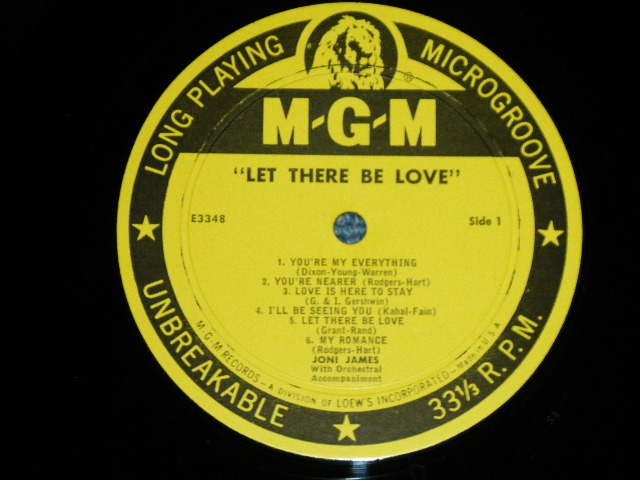 LONG PLAYING
MICROGROOVE
®
M-G-M
"LET THERE BE LOVE"
E3348
Side 1
1. YOU'RE MY EVERYTHING
(Dixon-Young-Warren)
2. YOU'RE NEARER (Rodgers-Hart)
3. LOVE IS HERE TO STAY
(G. & I. Gershwin)
4. I'LL BE SEEING YOU (Kahal-Fain)
5. LET THERE BE LOVE
(Grant-Rand)
6. MY ROMANCE
(Rodgers-Hart)
JONI JAMES
With Orchestral
Accompaniment
M-G-M RECORDS - A DIVISION OF LOEW'S INCORPORATED - Made in U.S.A
UNBREAKABLE
33⅓ R.P.M.